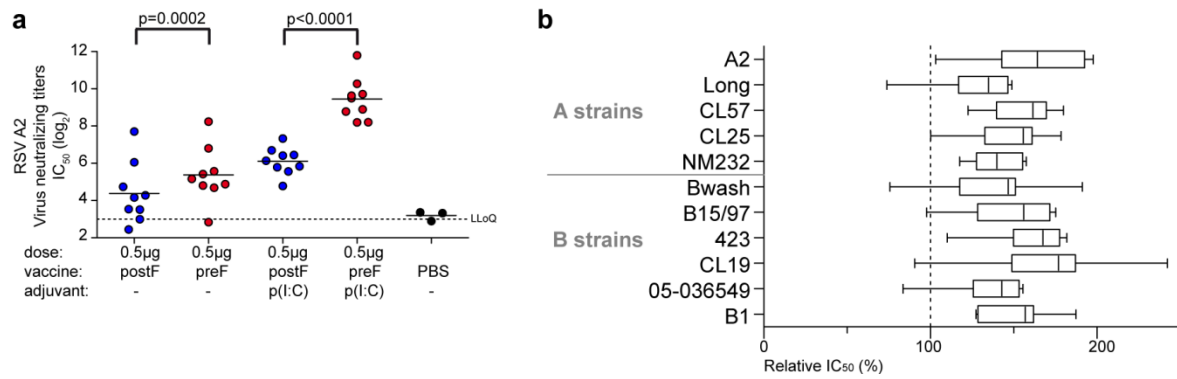 a
p=0.0002
p<0.0001
RSV A2
Virus neutralizing titers
IC50 (log2)
12
10
8
6
4
2
LLoQ
dose: 0.5µg 0.5µg 0.5µg 0.5µg
vaccine: postF preF postF preF PBS
adjuvant: - - p(I:C) p(I:C) -
b
A strains
A2
Long
CL57
CL25
NM232
B strains
Bwash
B15/97
423
CL19
05-036549
B1
0 100 200
Relative IC50 (%)